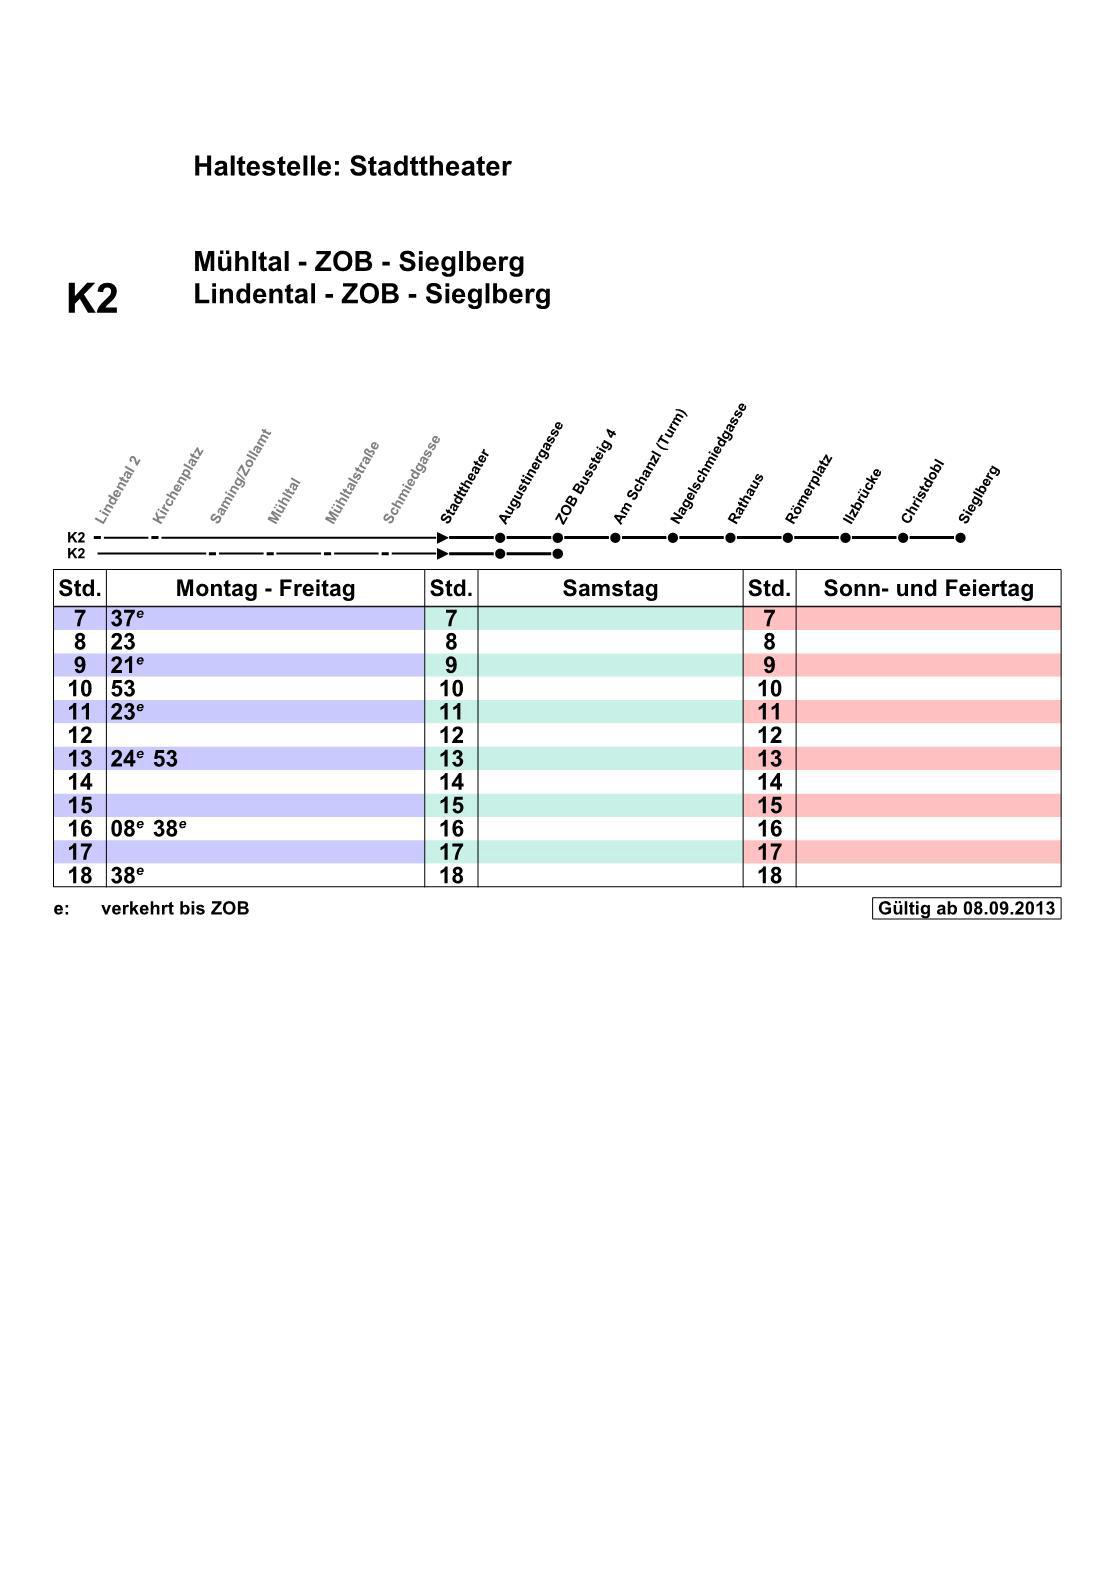 Haltestelle: Stadttheater
Mühltal - ZOB - Sieglberg
K2 Lindental - ZOB - Sieglberg
Lindental 2 Kirchenplatz Saming/Zollamt Mühltal Mühltalstraße Schmiedgasse Stadttheater Augustinergasse ZOB Bussteig 4 Am Schanzl (Turm) Nagelschmiedgasse Rathaus Römerplatz Ilzbrücke Christdobl Sieglberg
K2
K2
Std. Montag - Freitag Std. Samstag Std. Sonn- und Feiertag
7 37e 7 7
8 23 8 8
9 21e 9 9
10 53 10 10
11 23e 11 11
12 12 12
13 24e 53 13 13
14 14 14
15 15 15
16 08e 38e 16 16
17 17 17
18 38e 18 18
e: verkehrt bis ZOB Gültig ab 08.09.2013